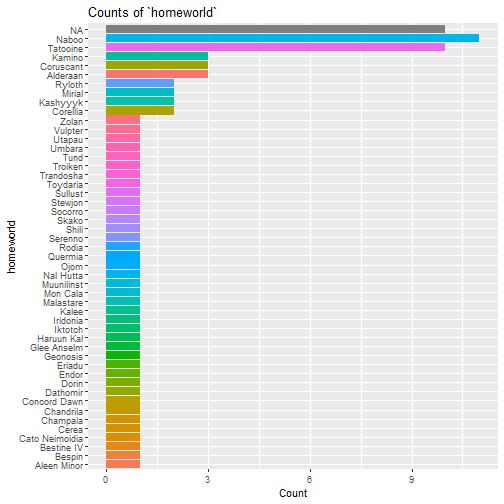 Counts of `homeworld`
NA
Naboo
Tatooine
Kamino
Coruscant
Alderaan
Ryloth
Mirial
Kashyyyk
Corellia
Zolan
Vulpter
Utapau
Umbara
Tund
Troiken
Trandosha
Toydaria
Sullust
Stewjon
Socorro
Skako
Shili
Serenno
Rodia
Quermia
Ojom
Nal Hutta
Muunilinst
Mon Cala
Malastare
Kalee
Iridonia
Iktotch
Haruun Kal
Glee Anselm
Geonosis
Eriadu
Endor
Dorin
Dathomir
Concord Dawn
Chandrila
Champala
Cerea
Cato Neimoidia
Bestine IV
Bespin
Aleen Minor
homeworld
0 3 6 9
Count